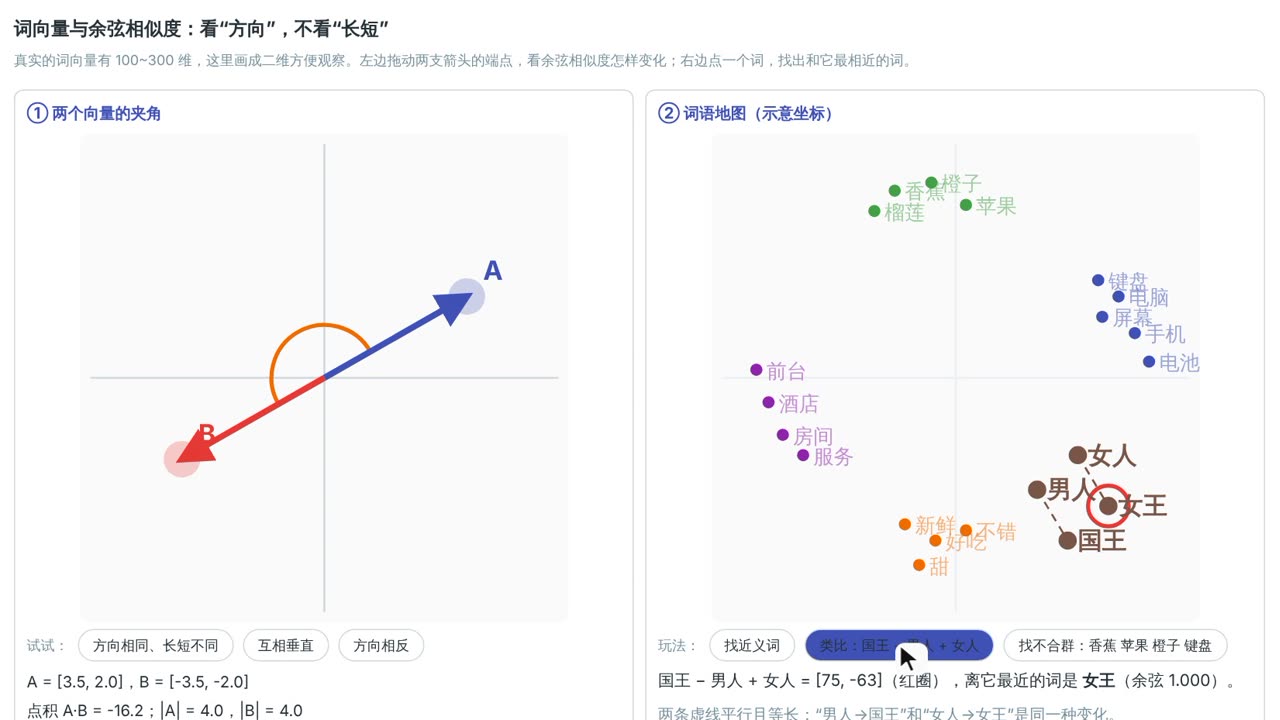 词向量与余弦相似度：看“方向”，不看“长短”
真实的词向量有 100~300 维，这里画成二维方便观察。左边拖动两支箭头的端点，看余弦相似度怎样变化；右边点一个词，找出和它最相近的词。
① 两个向量的夹角
A
B
试试：
方向相同、长短不同
互相垂直
方向相反
A = [3.5, 2.0]，B = [-3.5, -2.0]
点积 A·B = -16.2；|A| = 4.0，|B| = 4.0
② 词语地图（示意坐标）
橙子
香蕉
苹果
榴莲
键盘
电脑
屏幕
手机
电池
前台
酒店
房间
服务
女人
男人
女王
国王
新鲜
不错
好吃
甜
玩法：
找近义词
类比：国王 人 + 女人
找不合群：香蕉 苹果 橙子 键盘
国王 − 男人 + 女人 = [75, -63]（红圈），离它最近的词是 女王（余弦 1.000）。
两条虚线平行且等长：“男人→国王”和“女人→女王”是同一种变化。